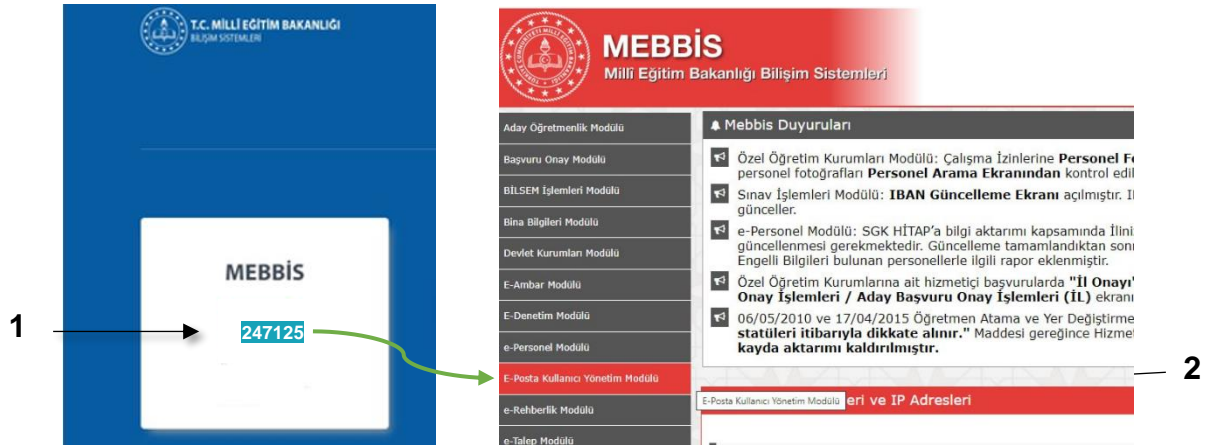 T.C. MİLLİ EĞİTİM BAKANLIĞI
BİLİŞİM SİSTEMLERİ
MEBBİS
1
247125
MEBBİS
Millî Eğitim Bakanlığı Bilişim Sistemleri
Aday Öğretmenlik Modülü
Başvuru Onay Modülü
BİLSEM İşlemleri Modülü
Bina Bilgileri Modülü
Devlet Kurumları Modülü
E-Ambar Modülü
E-Denetim Modülü
e-Personel Modülü
E-Posta Kullanıcı Yönetim Modülü
e-Rehberlik Modülü
e-Talep Modülü
Mebbis Duyuruları
Özel Öğretim Kurumları Modülü: Çalışma İzinlerine Personel F
personel fotoğrafları Personel Arama Ekranından kontrol edil
Sınav İşlemleri Modülü: IBAN Güncelleme Ekranı açılmıştır. I
günceller.
e-Personel Modülü: SGK HİTAP’a bilgi aktarımı kapsamında İlini
güncellenmesi gerekmektedir. Güncelleme tamamlandıktan sonr
Engelli Bilgileri bulunan personellerle ilgili rapor eklenmiştir.
Özel Öğretim Kurumlarına ait hizmetiçi başvurularda "İl Onayı"
Onay İşlemleri / Aday Başvuru Onay İşlemleri (İL) ekranı
06/05/2010 ve 17/04/2015 Öğretmen Atama ve Yer Değiştirme
statüleri itibarıyla dikkate alınır." Maddesi gereğince Hizmet
kayda aktarımı kaldırılmıştır.
2
E-Posta Kullanıcı Yönetim Modülü
eri ve IP Adresleri